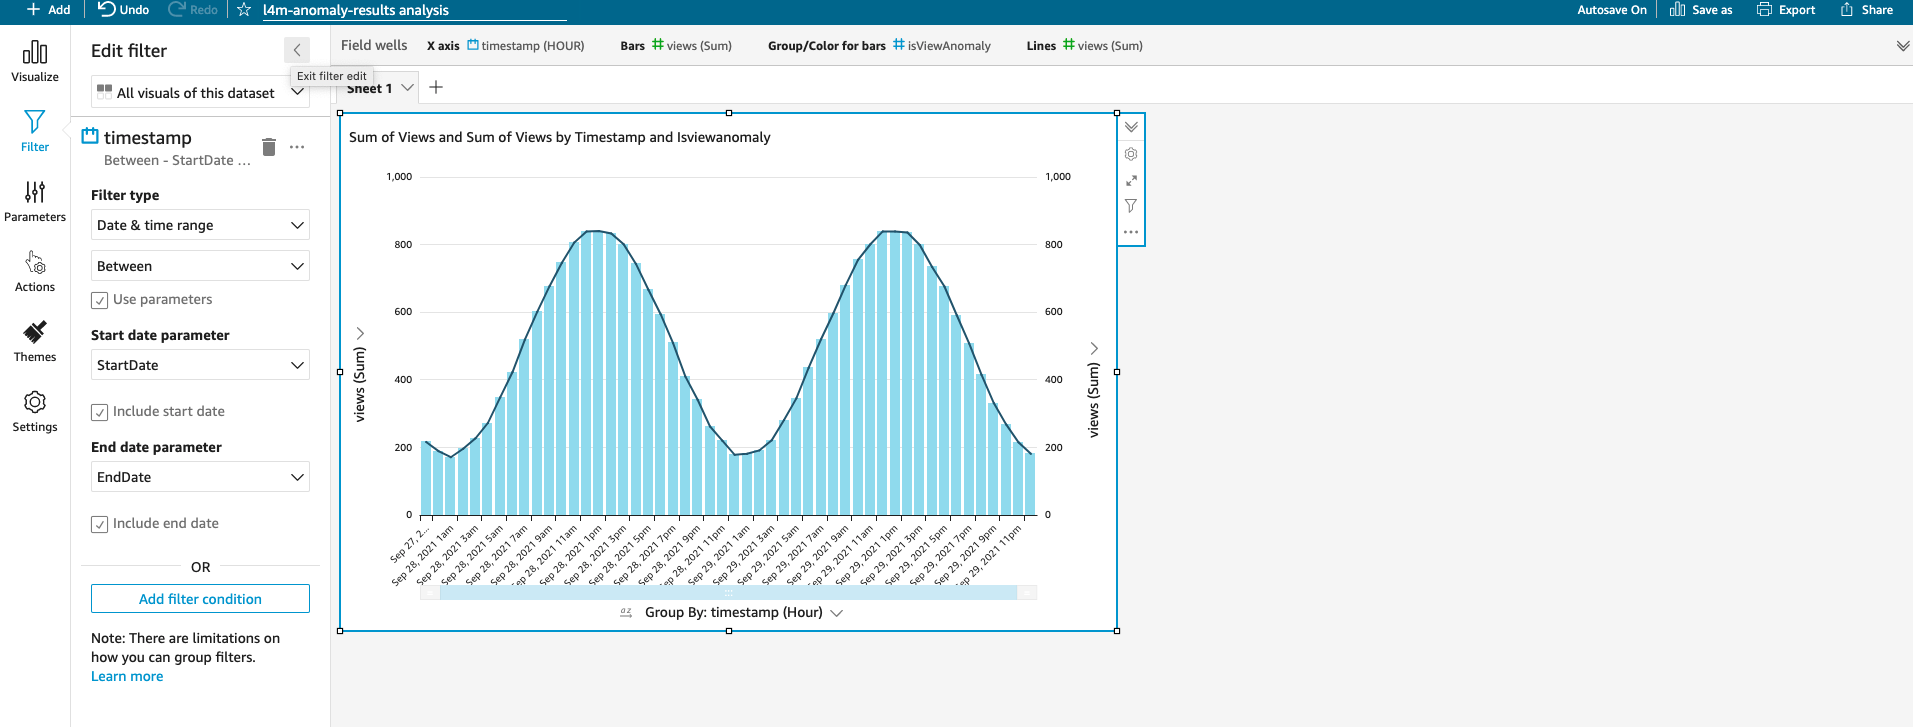 Add
Undo
Redo
l4m-anomaly-results analysis
Autosave On
Save as
Export
Share
Visualize
Filter
Parameters
Actions
Themes
Settings
Edit filter
Exit filter edit
All visuals of this dataset
timestamp
Between - StartDate ...
Filter type
Date & time range
Between
Use parameters
Start date parameter
StartDate
Include start date
End date parameter
EndDate
Include end date
OR
Add filter condition
Note: There are limitations on
how you can group filters.
Learn more
Field wells
X axis timestamp (HOUR)
Bars views (Sum)
Group/Color for bars isViewAnomaly
Lines views (Sum)
Sheet 1
Sum of Views and Sum of Views by Timestamp and Isviewanomaly
1,000
800
600
400
200
0
views (Sum)
1,000
800
600
400
200
0
views (Sum)
Sep 27, 2...
Sep 28, 2021 1am
Sep 28, 2021 3am
Sep 28, 2021 5am
Sep 28, 2021 7am
Sep 28, 2021 9am
Sep 28, 2021 11am
Sep 28, 2021 1pm
Sep 28, 2021 3pm
Sep 28, 2021 5pm
Sep 28, 2021 7pm
Sep 28, 2021 9pm
ep 28, 2021 11pm
Sep 29, 2021 1am
Sep 29, 2021 3am
Sep 29, 2021 5am
Sep 29, 2021 7am
Sep 29, 2021 9am
ep 29, 2021 11am
Sep 29, 2021 1pm
Sep 29, 2021 3pm
Sep 29, 2021 5pm
Sep 29, 2021 7pm
Sep 29, 2021 9pm
ep 29, 2021 11pm
az
Group By: timestamp (Hour)